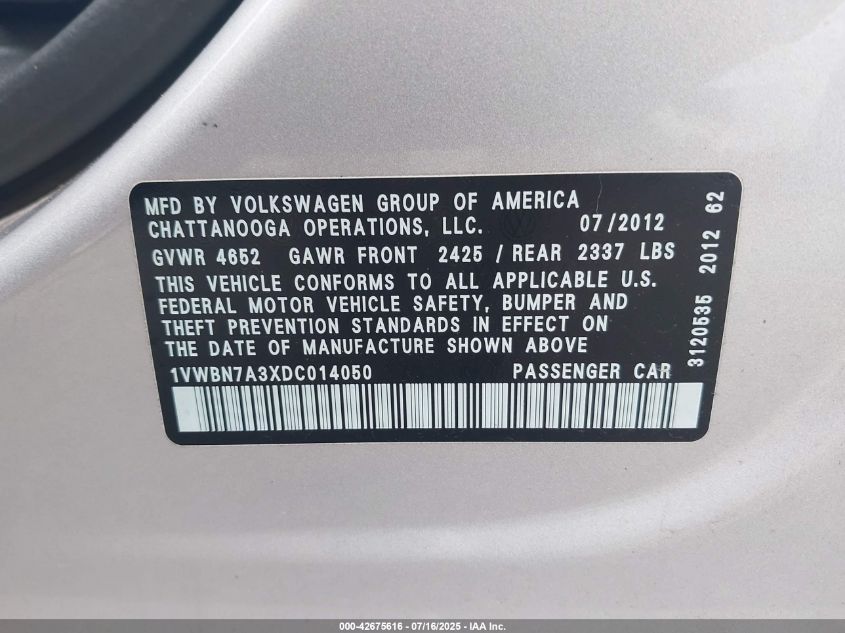 MFD BY VOLKSWAGEN GROUP OF AMERICA
CHATTANOOGA OPERATIONS, LLC. 07/2012
GVWR 4652 GAWR FRONT 2425 / REAR 2337 LBS
THIS VEHICLE CONFORMS TO ALL APPLICABLE U.S.
FEDERAL MOTOR VEHICLE SAFETY, BUMPER AND
THEFT PREVENTION STANDARDS IN EFFECT ON
THE DATE OF MANUFACTURE SHOWN ABOVE
1VWBN7A3XDC014050 PASSENGER CAR
3120535 2012 62
000-42675616 - 07/16/2025 - IAA Inc.